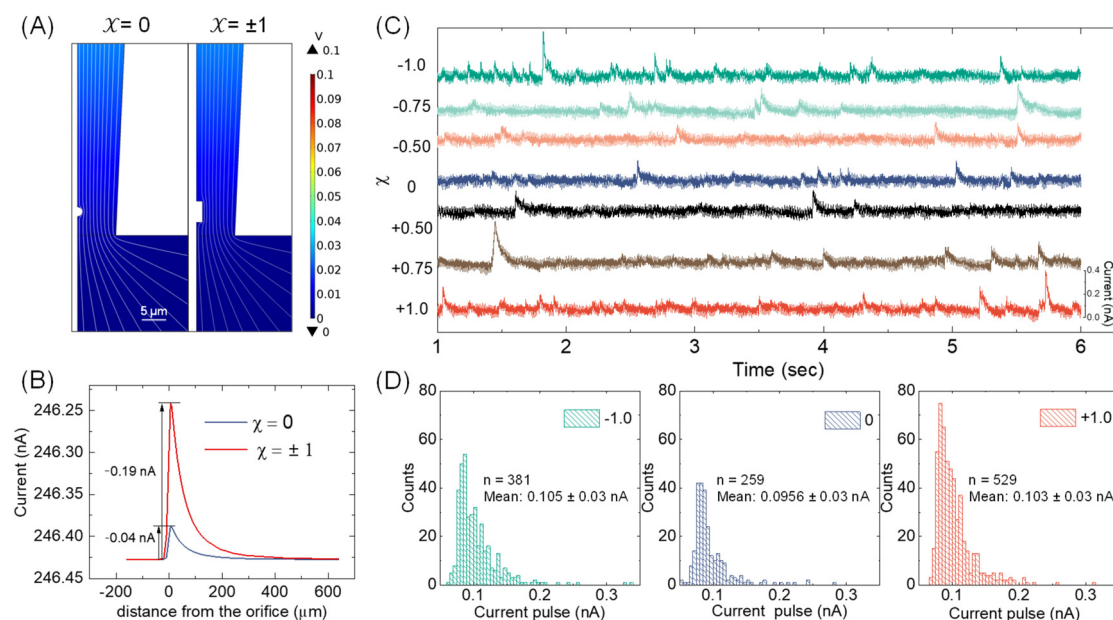 (A)
χ = 0
χ = ±1
V
0.1
0.1
0.09
0.08
0.07
0.06
0.05
0.04
0.03
0.02
0.01
0
0
5 µm
(B)
Current (nA)
246.25
246.30
246.35
246.40
246.45
χ = 0
χ = ± 1
−0.19 nA
−0.04 nA
-200
0
200
400
600
distance from the orifice (µm)
(C)
χ
-1.0
-0.75
-0.50
0
+0.50
+0.75
+1.0
0.4
0.2
0.0
Current (nA)
1
2
3
4
5
6
Time (sec)
(D)
80
60
40
20
0
Counts
-1.0
n = 381
Mean: 0.105 ± 0.03 nA
0.1
0.2
0.3
Current pulse (nA)
80
60
40
20
0
Counts
0
n = 259
Mean: 0.0956 ± 0.03 nA
0.1
0.2
0.3
Current pulse (nA)
80
60
40
20
0
Counts
+1.0
n = 529
Mean: 0.103 ± 0.03 nA
0.1
0.2
0.3
Current pulse (nA)